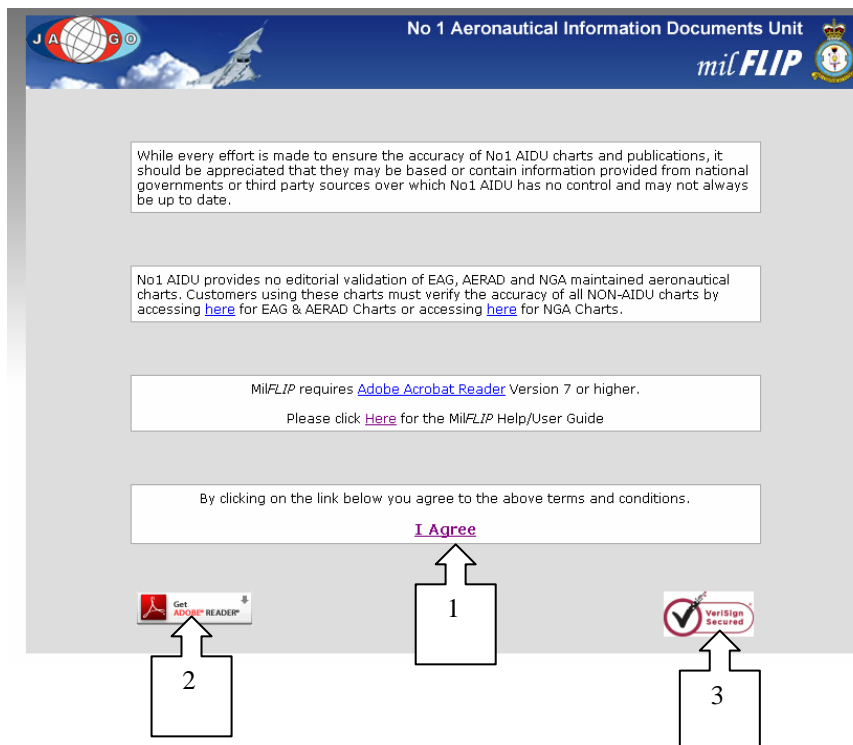 JAGO
No 1 Aeronautical Information Documents Unit
mil FLIP
While every effort is made to ensure the accuracy of No1 AIDU charts and publications, it
should be appreciated that they may be based or contain information provided from national
governments or third party sources over which No1 AIDU has no control and may not always
be up to date.
No1 AIDU provides no editorial validation of EAG, AERAD and NGA maintained aeronautical
charts. Customers using these charts must verify the accuracy of all NON-AIDU charts by
accessing here for EAG & AERAD Charts or accessing here for NGA Charts.
MilFLIP requires Adobe Acrobat Reader Version 7 or higher.
Please click Here for the MilFLIP Help/User Guide
By clicking on the link below you agree to the above terms and conditions.
I Agree
Get
ADOBE® READER®
VeriSign
Secured
1
2
3